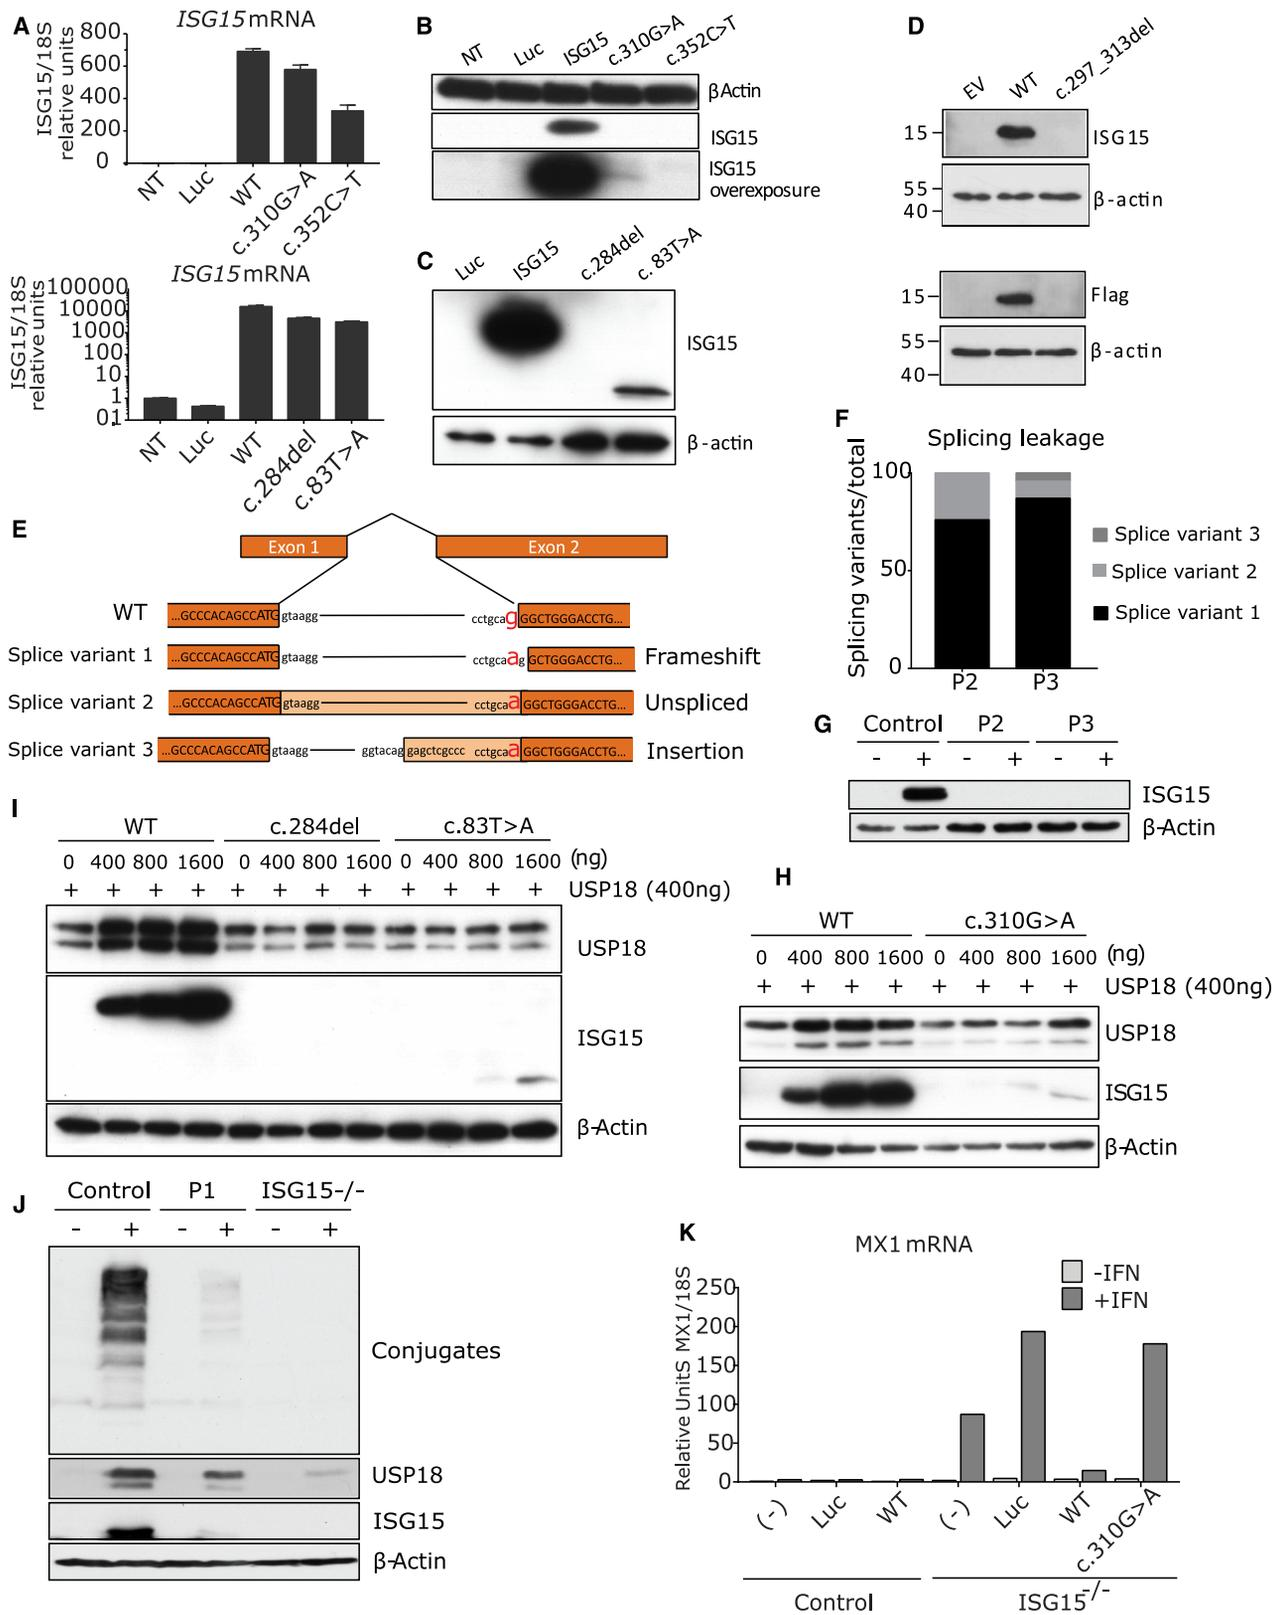 A
ISG15 mRNA
ISG15/18S
relative units
800
600
400
200
0
NT
Luc
WT
c.310G>A
c.352C>T
ISG15 mRNA
ISG15/18S
relative units
100000
10000
1000
100
10
1
0.1
NT
Luc
WT
c.284del
c.83T>A
B
NT
Luc
ISG15
c.310G>A
c.352C>T
βActin
ISG15
ISG15
overexposure
C
Luc
ISG15
c.284del
c. 83T>A
ISG15
β-actin
D
EV
WT
c.297_313del
15
ISG15
55
40
β-actin
15
Flag
55
40
β-actin
E
Exon 1
Exon 2
WT
...GCCCACAGCCATG gtaagg cctgcag GGCTGGGACCTG...
Splice variant 1
...GCCCACAGCCATG gtaagg cctgcaag GCTGGGACCTG...
Frameshift
Splice variant 2
...GCCCACAGCCATG gtaagg cctgcaa GGCTGGGACCTG...
Unspliced
Splice variant 3
...GCCCACAGCCATG gtaagg ggtacag gagctcgccc cctgcaa GGCTGGGACCTG...
Insertion
F
Splicing leakage
Splicing variants/total
100
50
0
P2
P3
Splice variant 3
Splice variant 2
Splice variant 1
G
Control P2 P3
- + - + - +
ISG15
β-Actin
H
WT c.310G>A
0 400 800 1600 0 400 800 1600 (ng)
+ + + + + + + + USP18 (400ng)
USP18
ISG15
β-Actin
I
WT c.284del c.83T>A
0 400 800 1600 0 400 800 1600 0 400 800 1600 (ng)
+ + + + + + + + + + + + USP18 (400ng)
USP18
ISG15
β-Actin
J
Control P1 ISG15-/-
- + - + - +
Conjugates
USP18
ISG15
β-Actin
K
MX1 mRNA
-IFN
+IFN
Relative UnitS MX1/18S
250
200
150
100
50
0
(-)
Luc
WT
(-)
Luc
WT
c.310G>A
Control
ISG15-/-